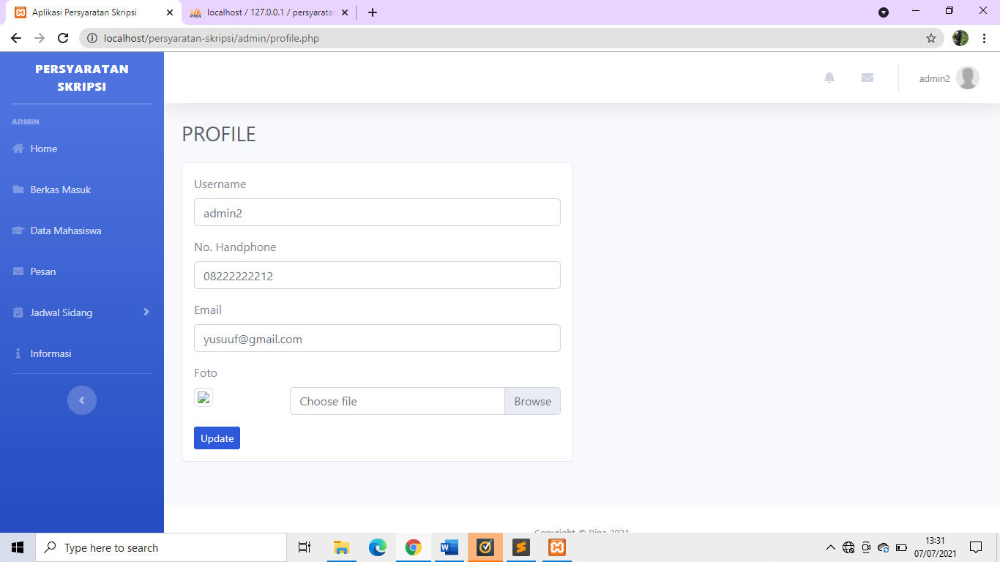 Aplikasi Persyaratan Skripsi
localhost / 127.0.0.1 / persyaratan
localhost/persyaratan-skripsi/admin/profile.php
PERSYARATAN
SKRIPSI
ADMIN
Home
Berkas Masuk
Data Mahasiswa
Pesan
Jadwal Sidang
Informasi
admin2
PROFILE
Username
admin2
No. Handphone
08222222212
Email
yusuuf@gmail.com
Foto
Choose file
Browse
Update
Copyright © 2021
Type here to search
13:31
07/07/2021